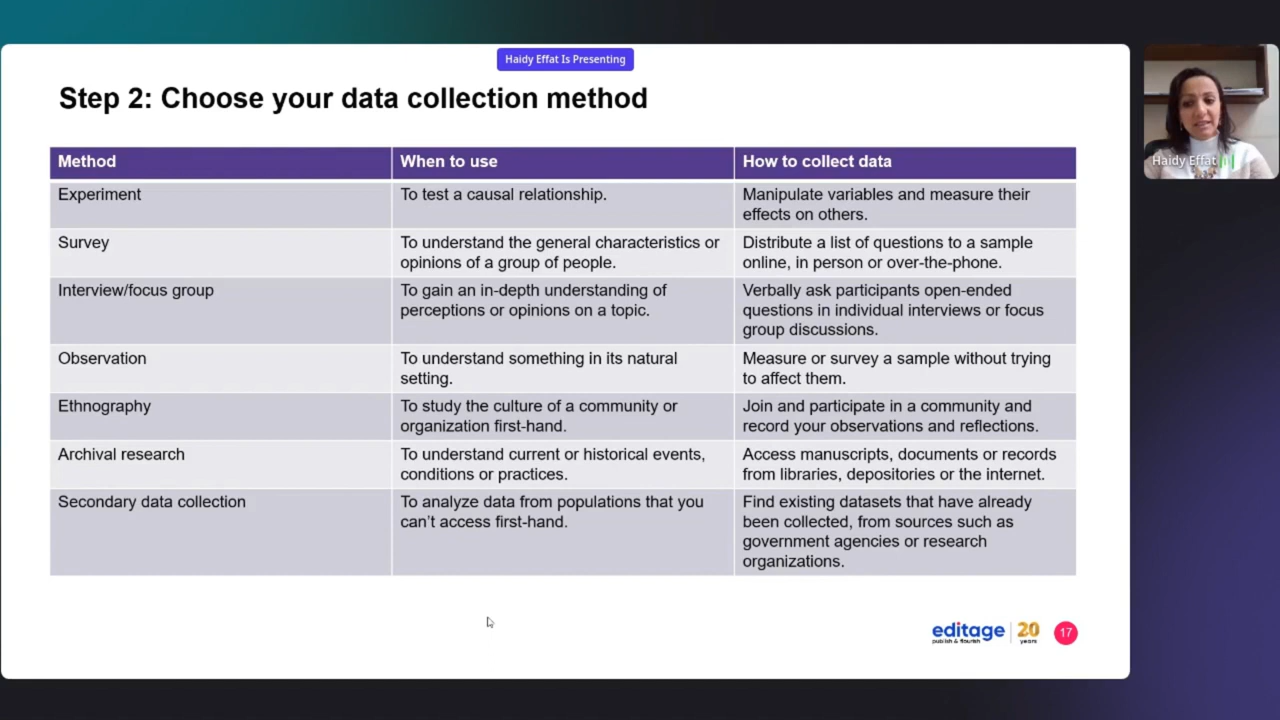 Haidy Effat Is Presenting
Step 2: Choose your data collection method
Method When to use How to collect data
Experiment To test a causal relationship. Manipulate variables and measure their
effects on others.
Survey To understand the general characteristics or Distribute a list of questions to a sample
opinions of a group of people. online, in person or over-the-phone.
Interview/focus group To gain an in-depth understanding of Verbally ask participants open-ended
perceptions or opinions on a topic. questions in individual interviews or focus
group discussions.
Observation To understand something in its natural Measure or survey a sample without trying
setting. to affect them.
Ethnography To study the culture of a community or Join and participate in a community and
organization first-hand. record your observations and reflections.
Archival research To understand current or historical events, Access manuscripts, documents or records
conditions or practices. from libraries, depositories or the internet.
Secondary data collection To analyze data from populations that you Find existing datasets that have already
can't access first-hand. been collected, from sources such as
government agencies or research
organizations.
Haidy Effat
editage 20 17
publish & flourish years